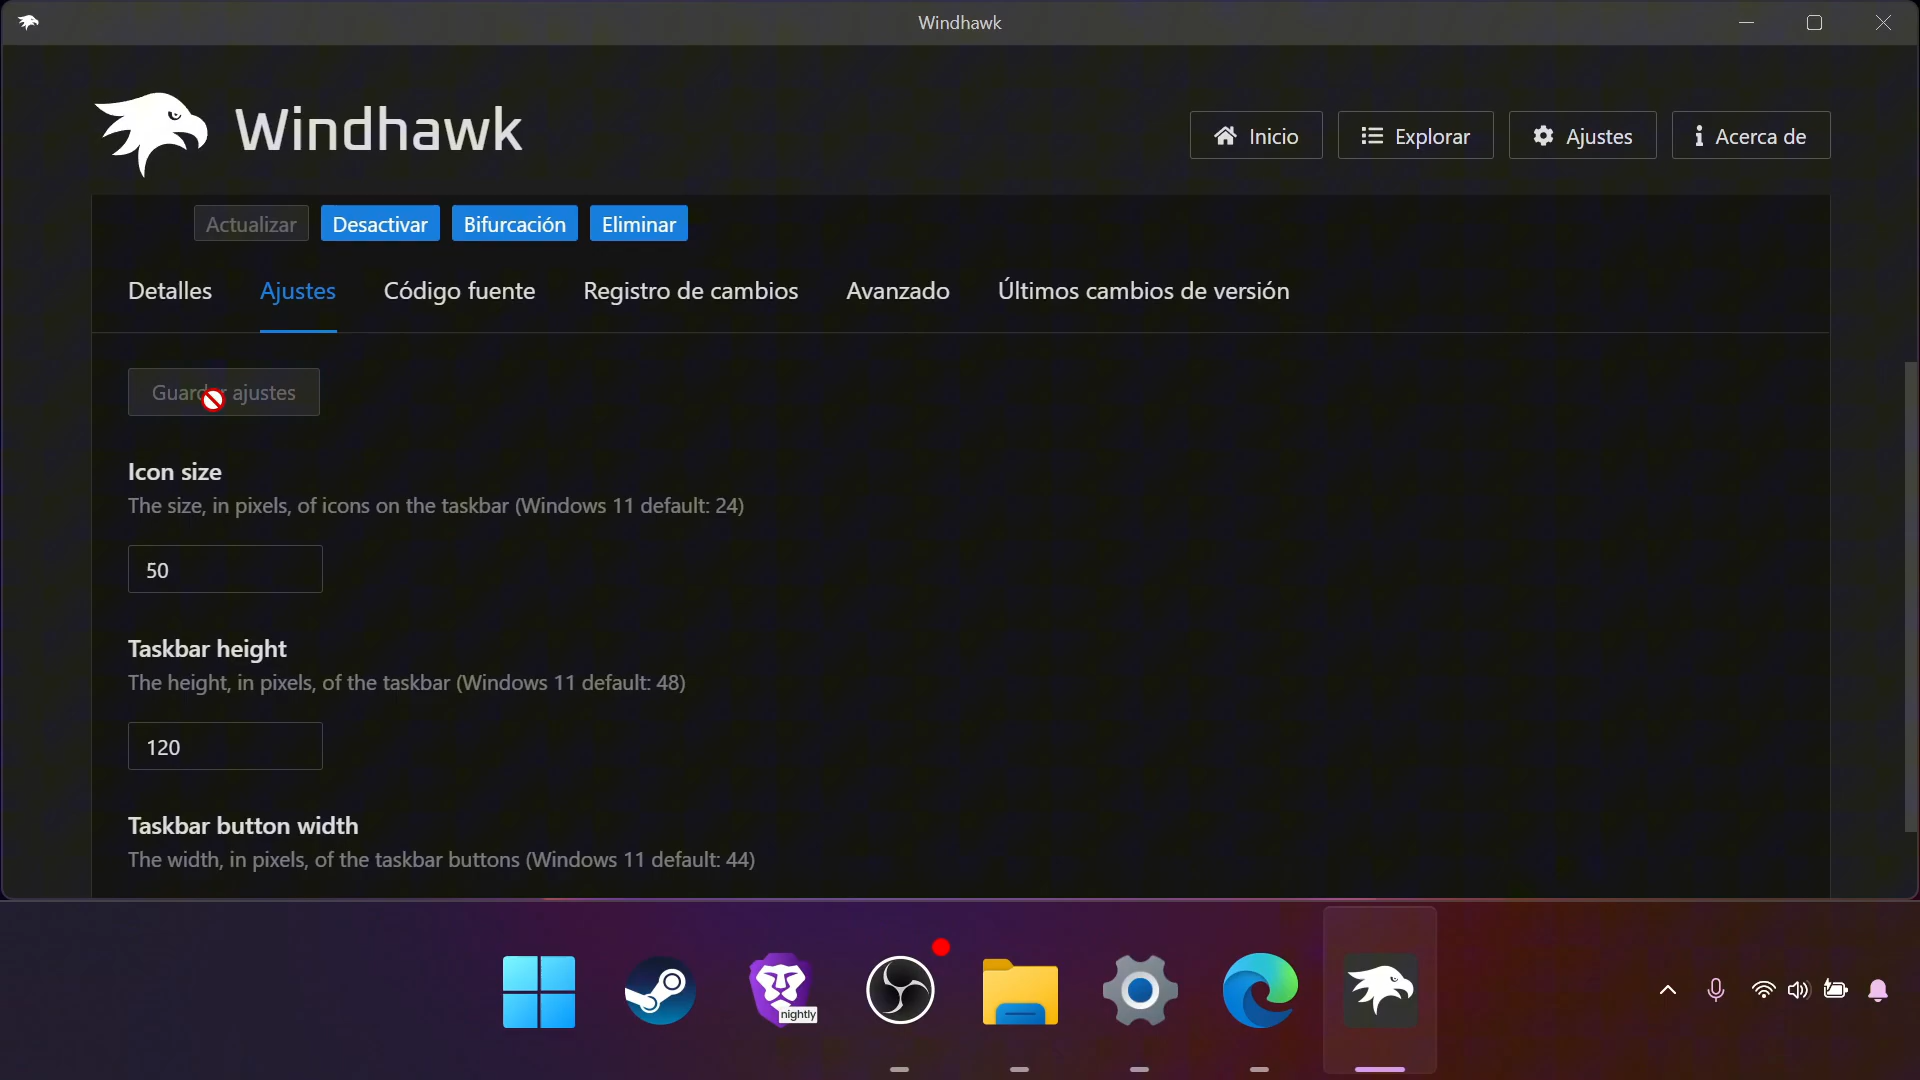 Windhawk
Windhawk
Inicio
Explorar
Ajustes
Acerca de
Actualizar
Desactivar
Bifurcación
Eliminar
Detalles
Ajustes
Código fuente
Registro de cambios
Avanzado
Últimos cambios de versión
Guardar ajustes
Icon size
The size, in pixels, of icons on the taskbar (Windows 11 default: 24)
50
Taskbar height
The height, in pixels, of the taskbar (Windows 11 default: 48)
120
Taskbar button width
The width, in pixels, of the taskbar buttons (Windows 11 default: 44)
nightly